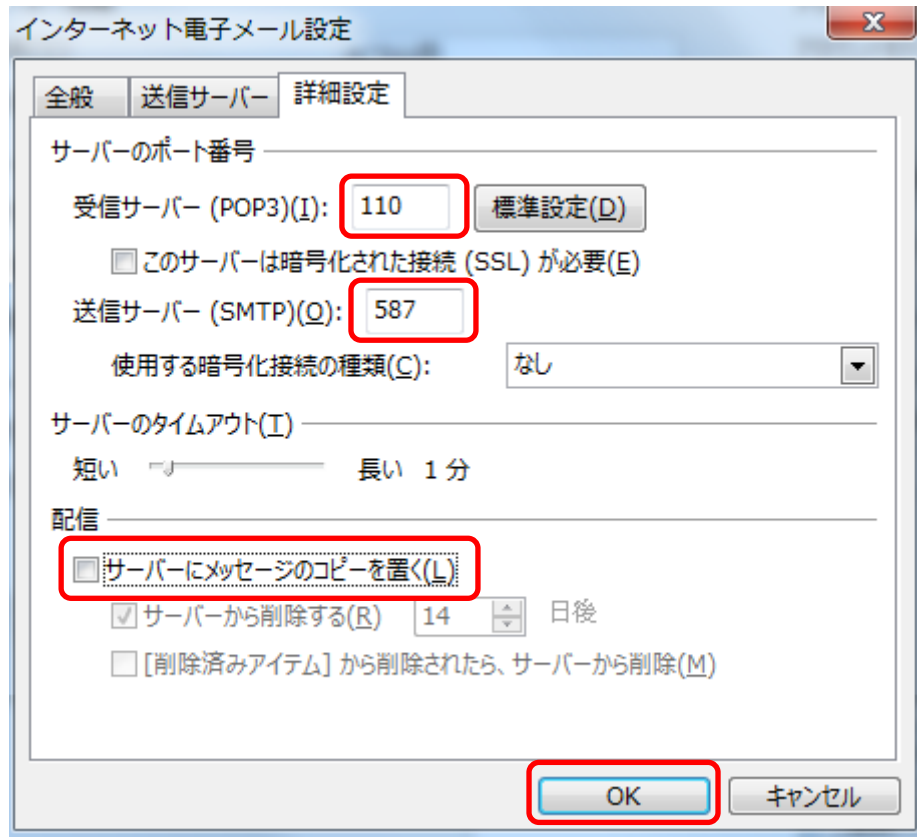 インターネット電子メール設定
X
全般 送信サーバー 詳細設定
サーバーのポート番号
受信サーバー (POP3)(I): 110 標準設定(D)
このサーバーは暗号化された接続 (SSL) が必要(E)
送信サーバー (SMTP)(O): 587
使用する暗号化接続の種類(C): なし
サーバーのタイムアウト(T)
短い 長い 1 分
配信
サーバーにメッセージのコピーを置く(L)
サーバーから削除する(R) 14 日後
[削除済みアイテム] から削除されたら、サーバーから削除(M)
OK キャンセル